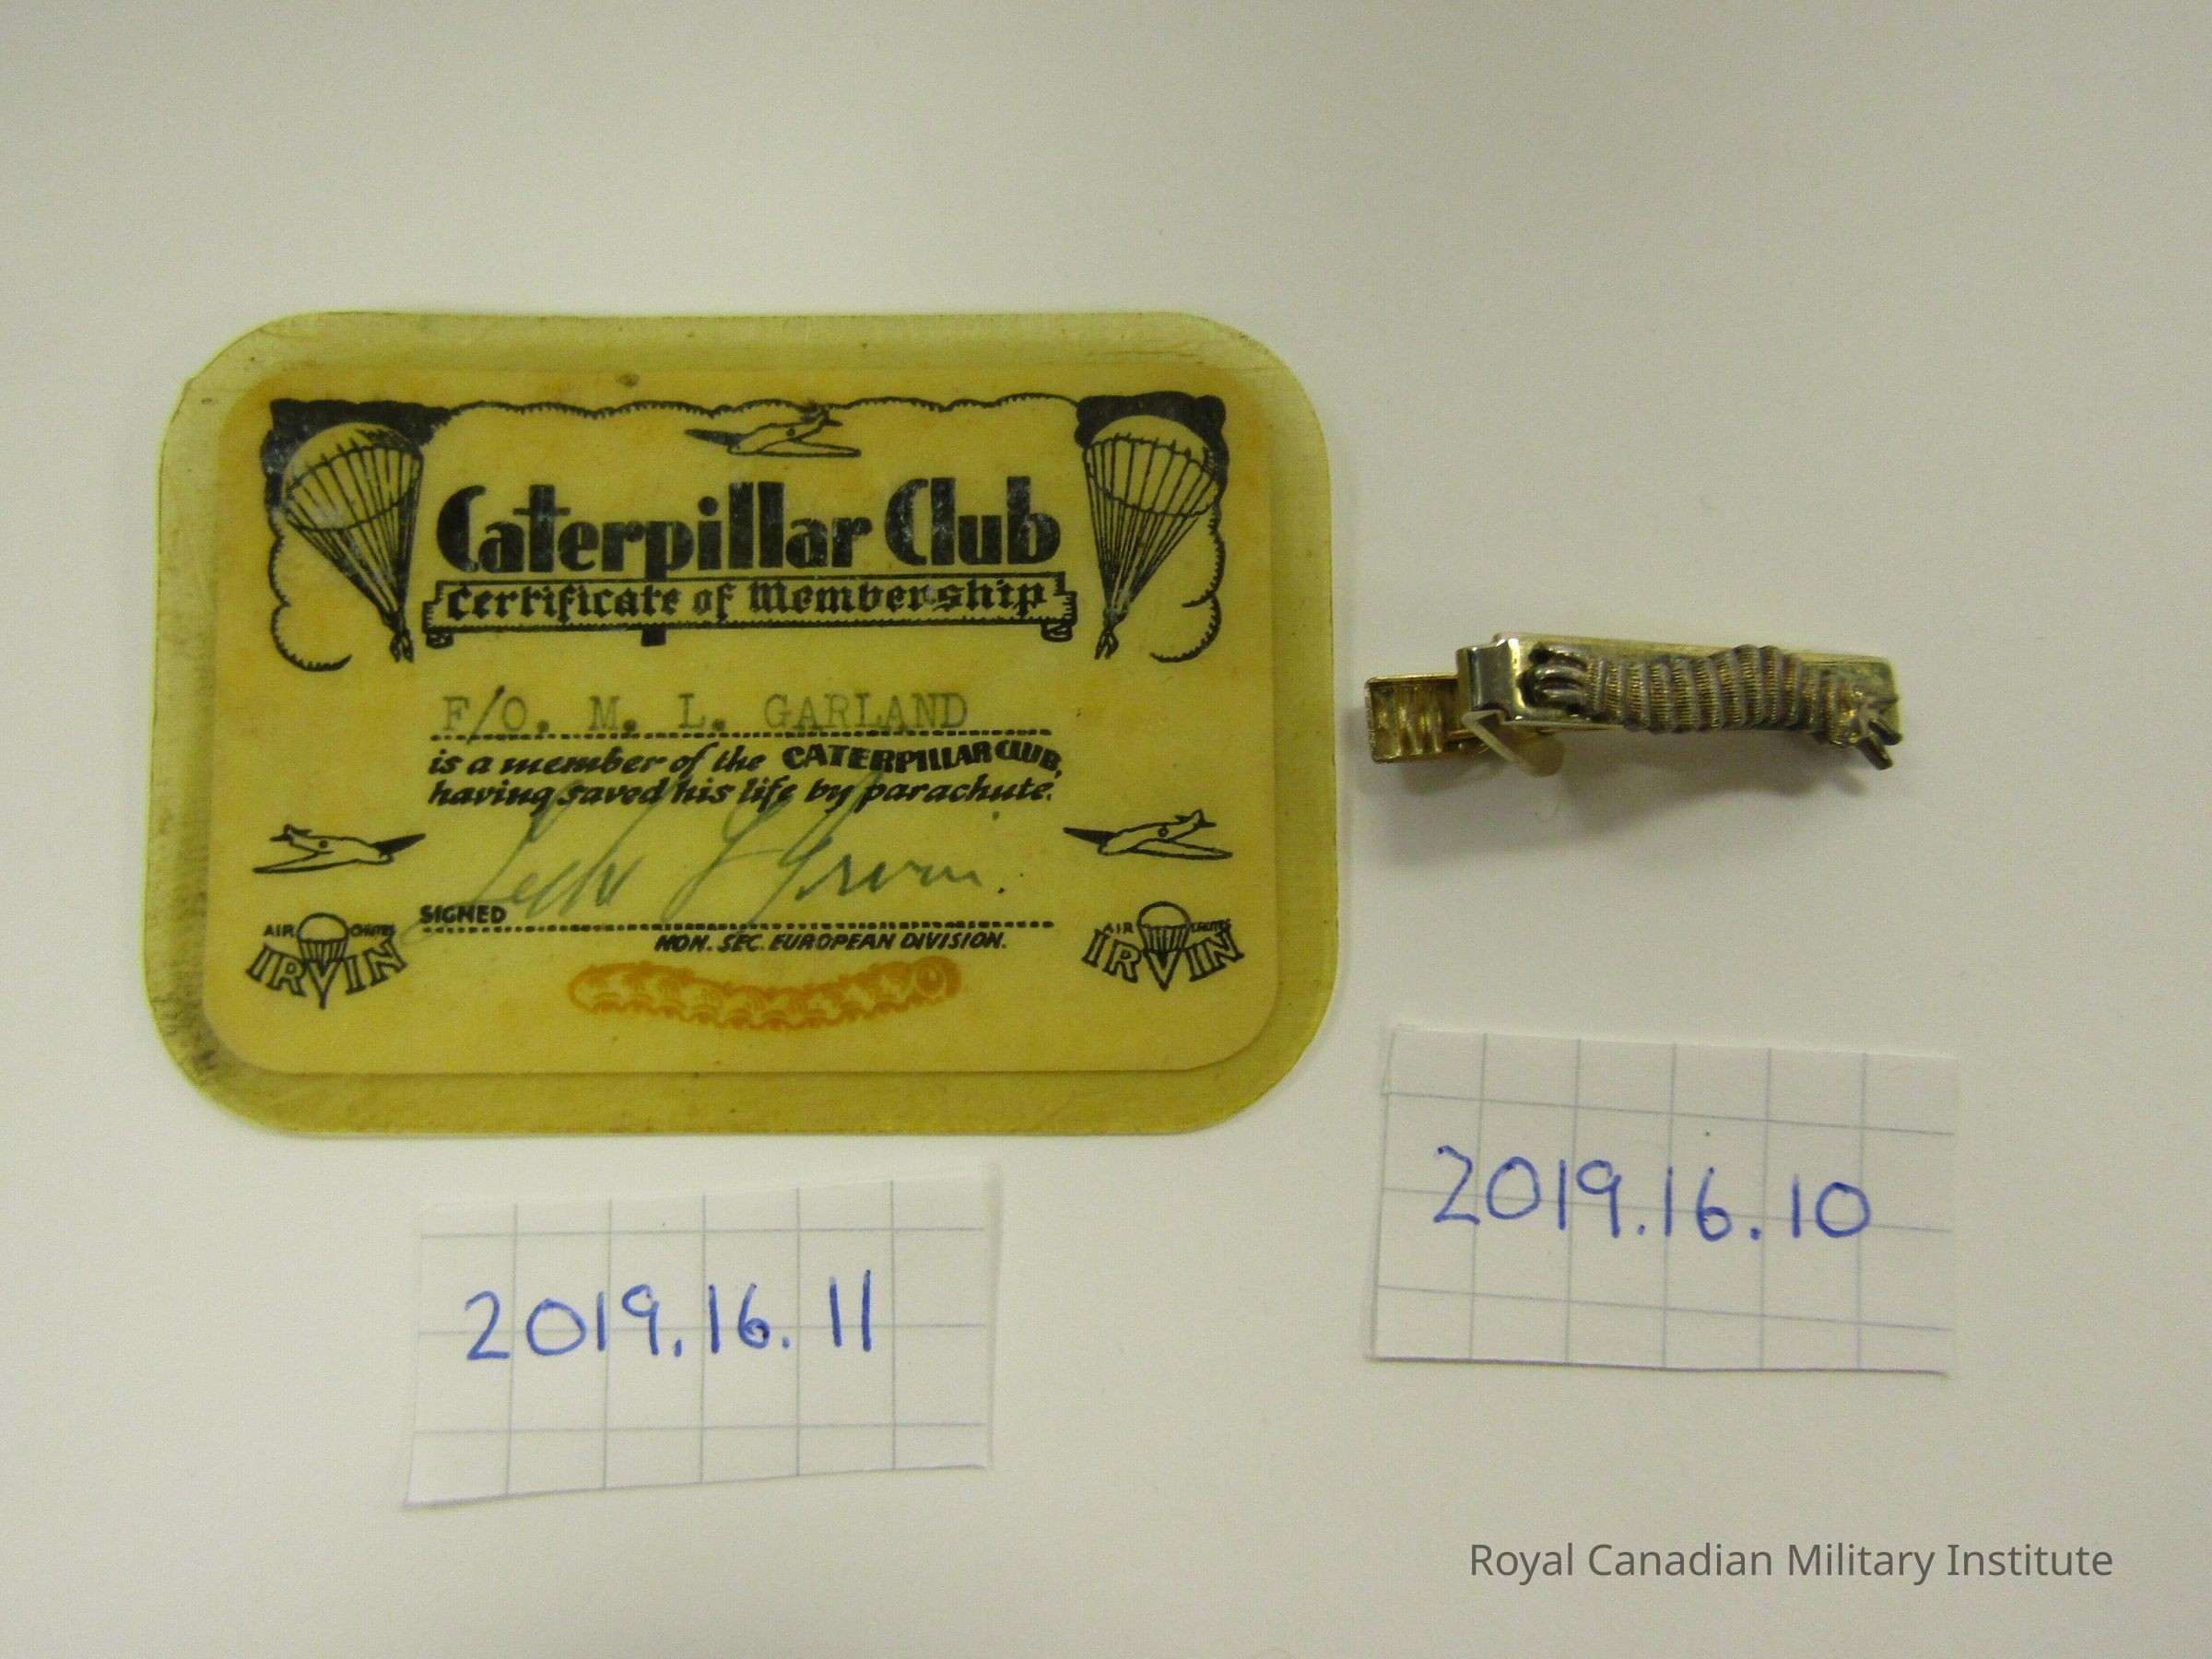 Caterpillar Club
Certificate of Membership
F/O. M. L. GARLAND
is a member of the CATERPILLAR CLUB,
having saved his life by parachute.
Leslie L Irvin.
SIGNED
HON. SEC. EUROPEAN DIVISION.
AIR CHUTES
IRVIN
AIR CHUTES
IRVIN
2019.16.11
2019.16.10
Royal Canadian Military Institute